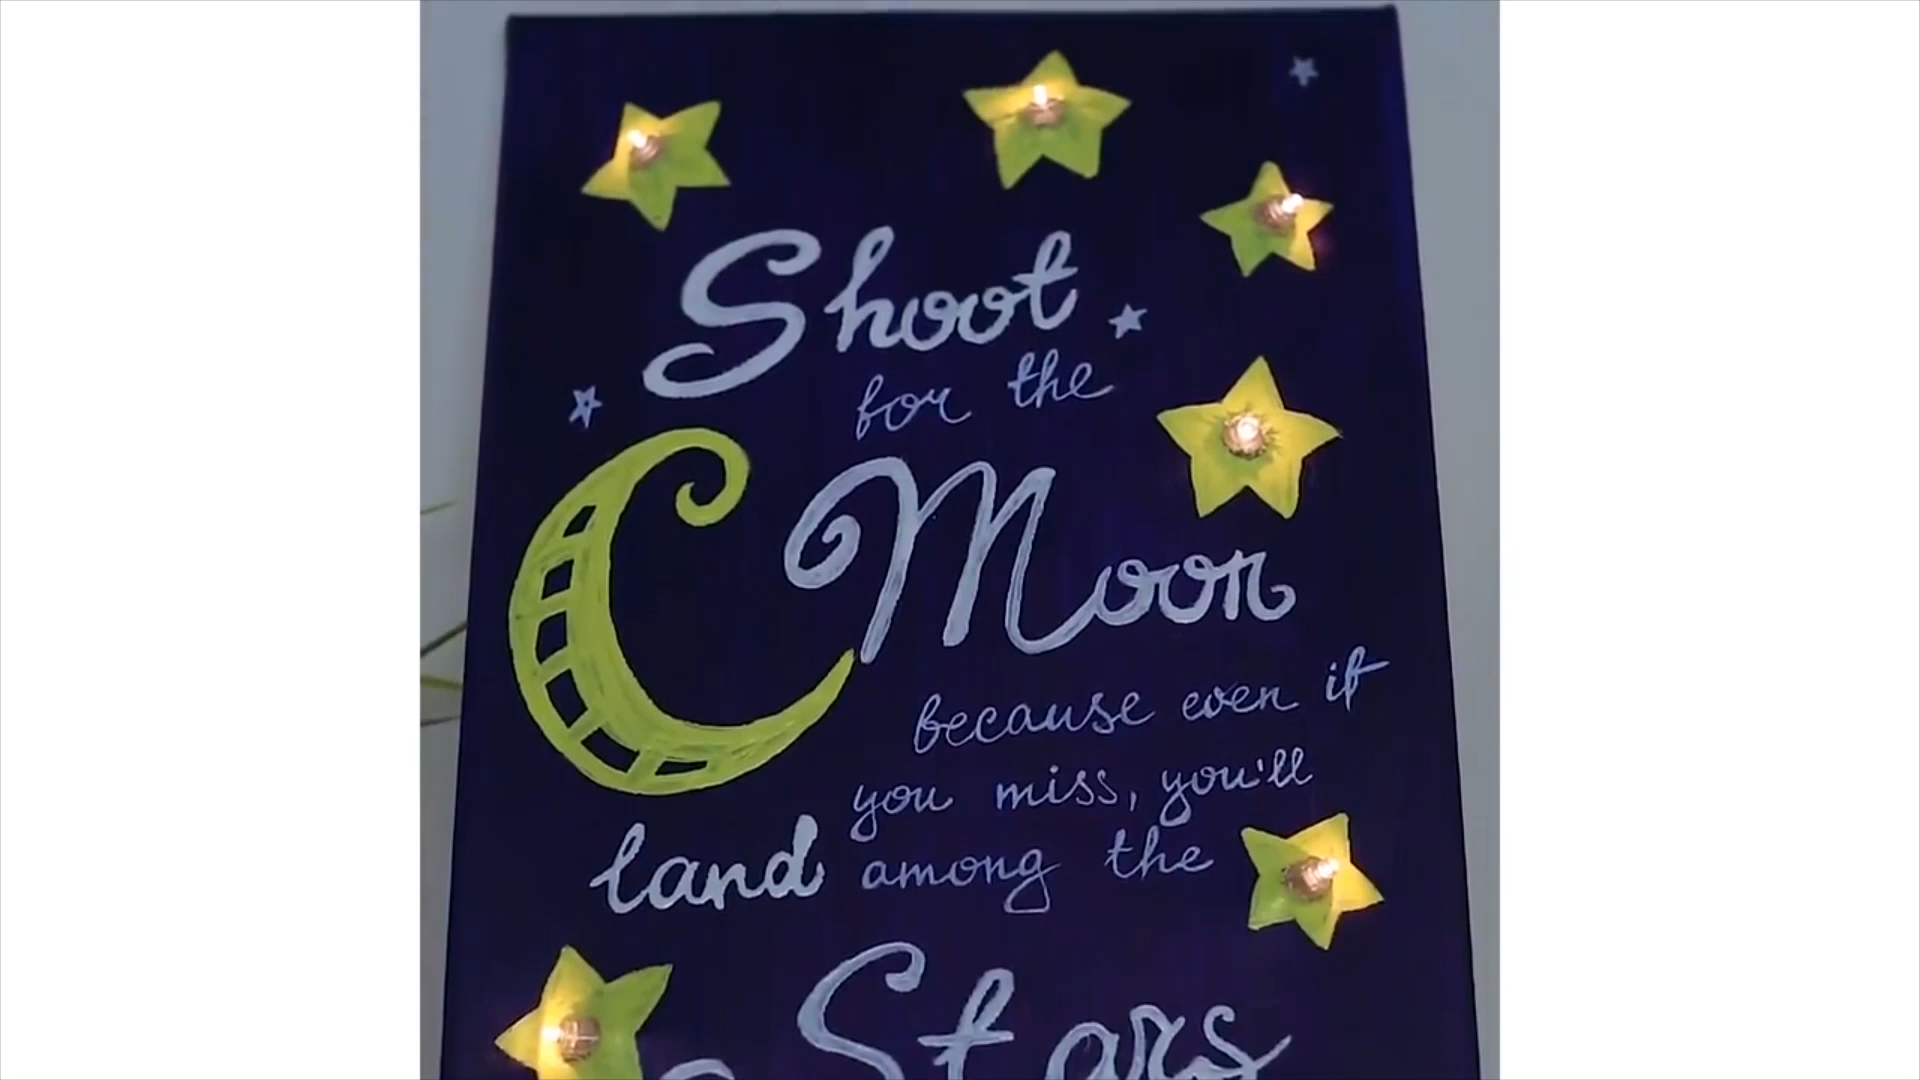 Shoot
for the
Moon
because even if
you miss, you'll
land among the
Stars